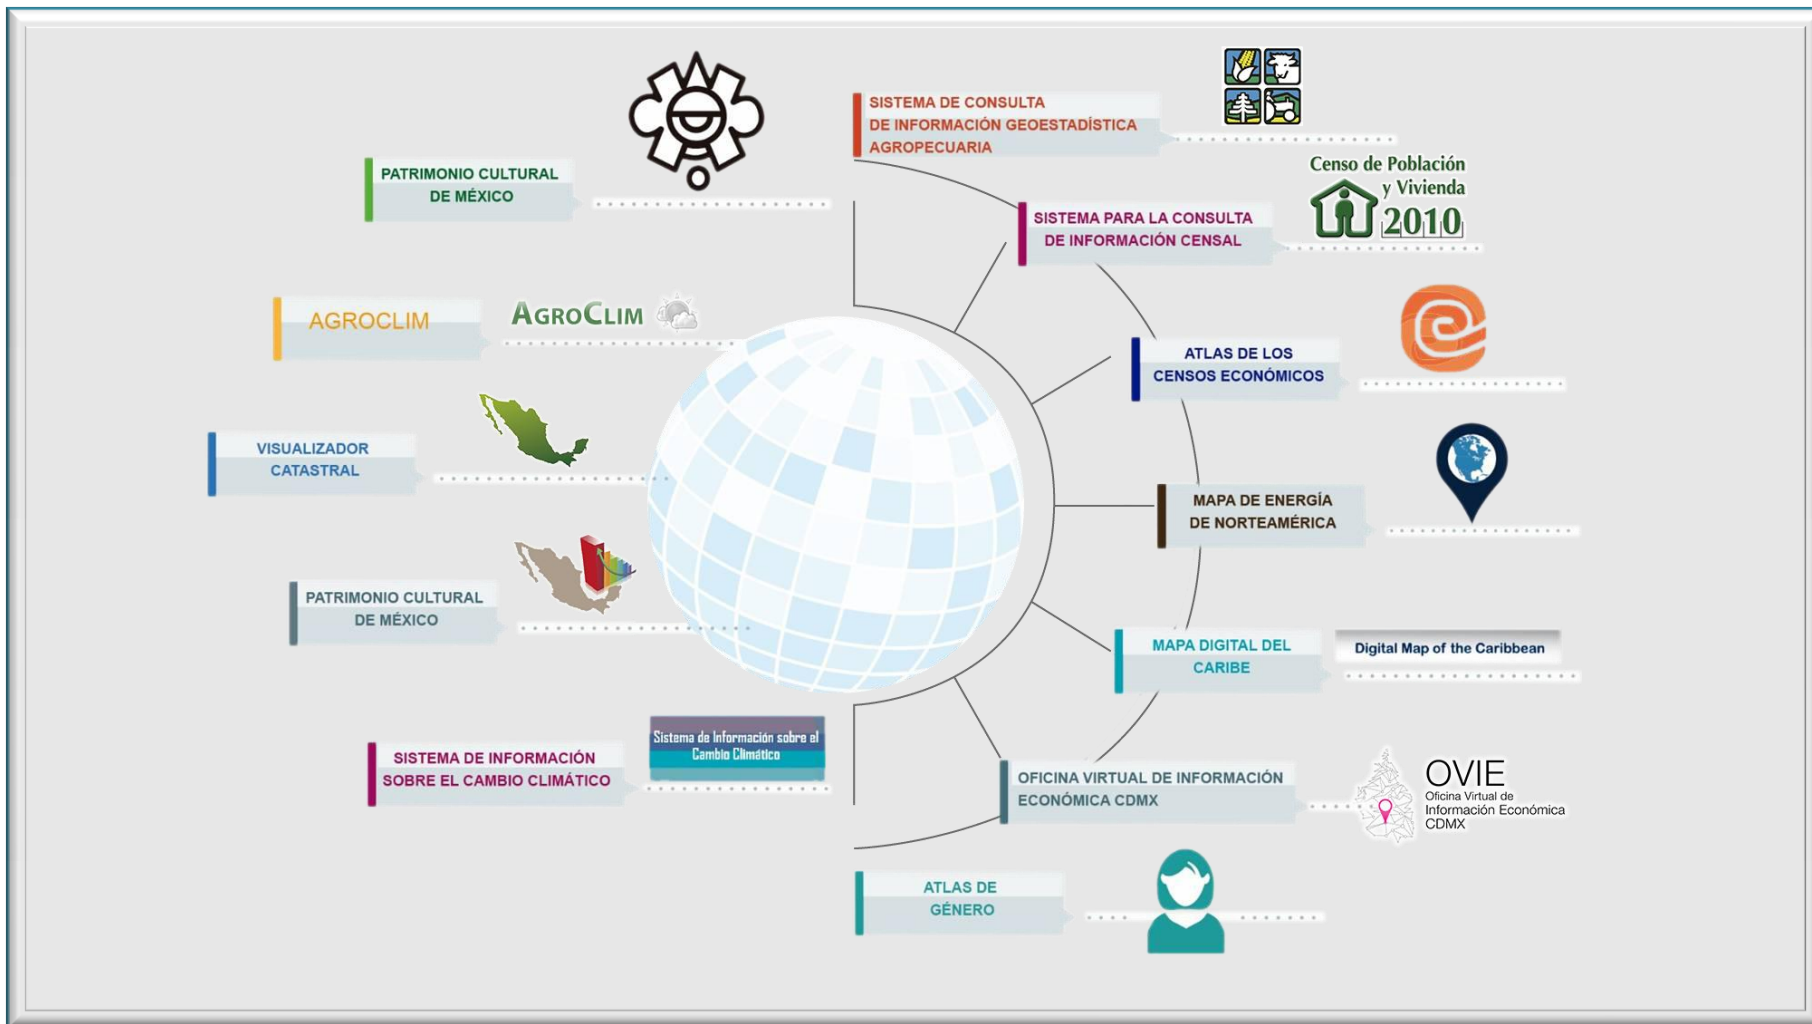 PATRIMONIO CULTURAL
DE MÉXICO
AGROCLIM
AGROCLIM
VISUALIZADOR
CATASTRAL
PATRIMONIO CULTURAL
DE MÉXICO
SISTEMA DE INFORMACIÓN
SOBRE EL CAMBIO CLIMÁTICO
Sistema de Información sobre el
Cambio Climático
SISTEMA DE CONSULTA
DE INFORMACIÓN GEOESTADÍSTICA
AGROPECUARIA
SISTEMA PARA LA CONSULTA
DE INFORMACIÓN CENSAL
Censo de Población
y Vivienda
2010
ATLAS DE LOS
CENSOS ECONÓMICOS
MAPA DE ENERGÍA
DE NORTEAMÉRICA
MAPA DIGITAL DEL
CARIBE
Digital Map of the Caribbean
OFICINA VIRTUAL DE INFORMACIÓN
ECONÓMICA CDMX
OVIE
Oficina Virtual de
Información Económica
CDMX
ATLAS DE
GÉNERO